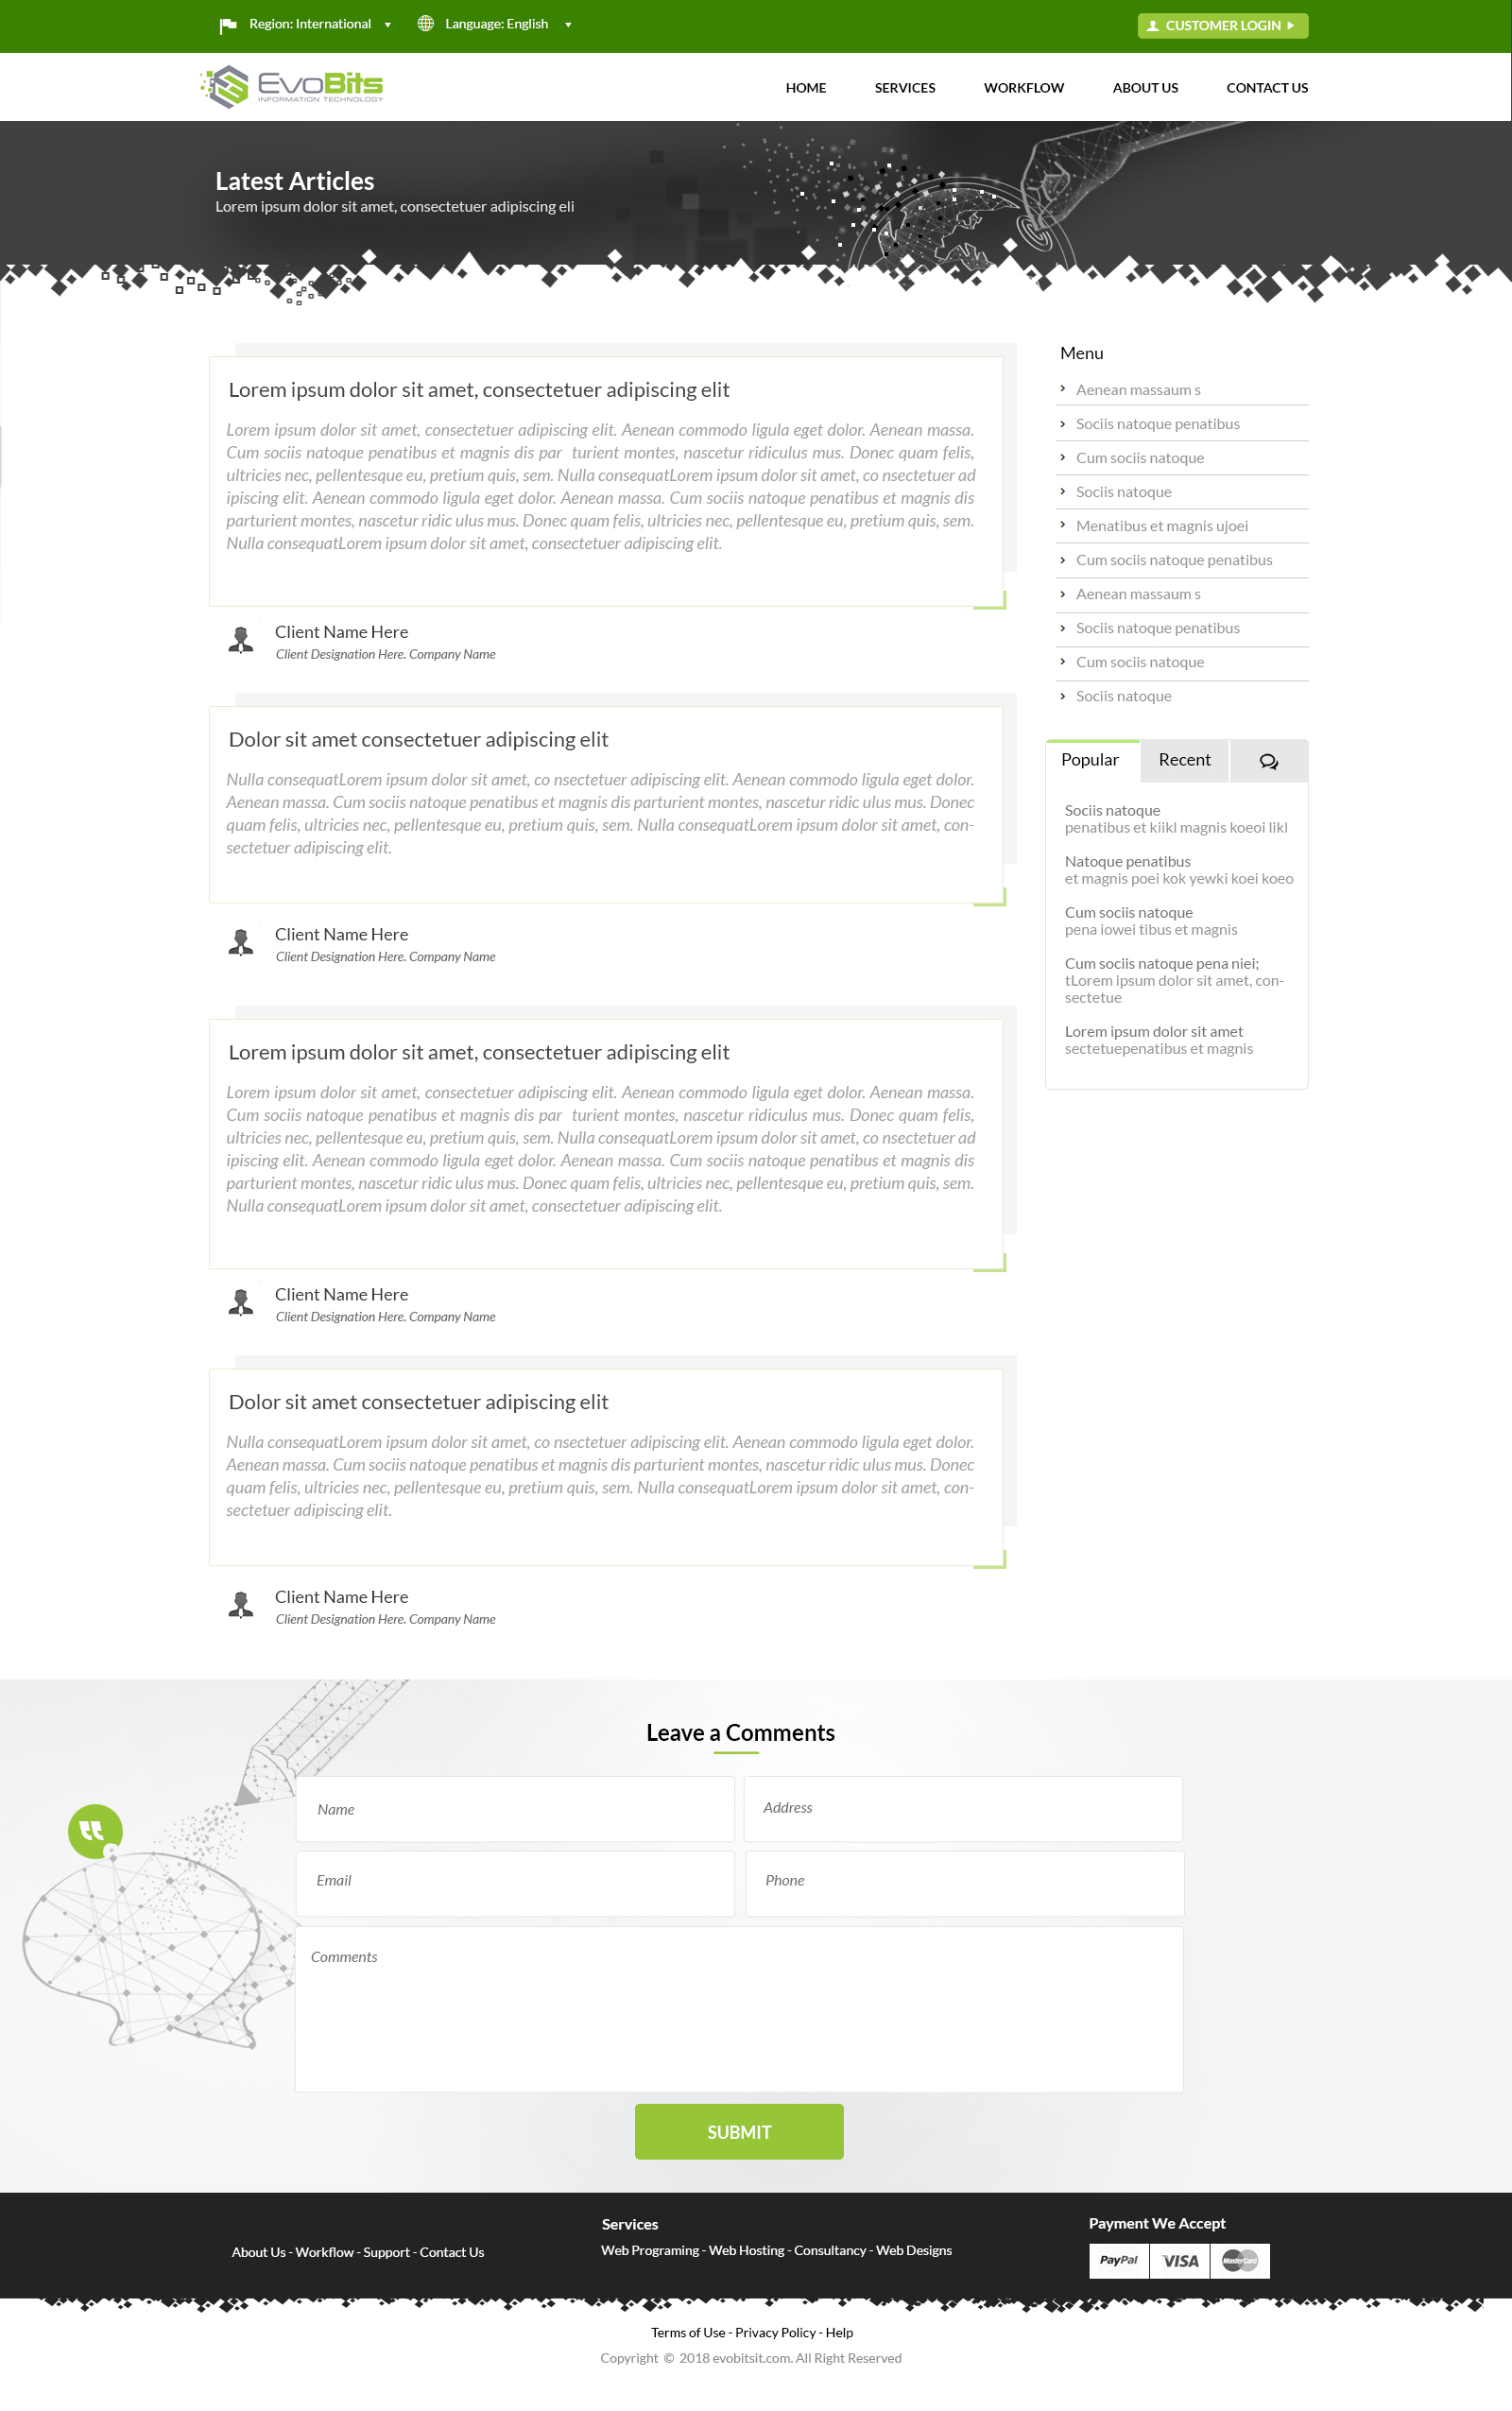 Region: International
Language: English
CUSTOMER LOGIN
EvoBits
INFORMATION TECHNOLOGY
HOME
SERVICES
WORKFLOW
ABOUT US
CONTACT US
Latest Articles
Lorem ipsum dolor sit amet, consectetuer adipiscing eli
Lorem ipsum dolor sit amet, consectetuer adipiscing elit
Lorem ipsum dolor sit amet, consectetuer adipiscing elit. Aenean commodo ligula eget dolor. Aenean massa.
Cum sociis natoque penatibus et magnis dis par turient montes, nascetur ridiculus mus. Donec quam felis,
ultricies nec, pellentesque eu, pretium quis, sem. Nulla consequatLorem ipsum dolor sit amet, co nsectetuer ad
ipiscing elit. Aenean commodo ligula eget dolor. Aenean massa. Cum sociis natoque penatibus et magnis dis
parturient montes, nascetur ridic ulus mus. Donec quam felis, ultricies nec, pellentesque eu, pretium quis, sem.
Nulla consequatLorem ipsum dolor sit amet, consectetuer adipiscing elit.
Client Name Here
Client Designation Here. Company Name
Dolor sit amet consectetuer adipiscing elit
Nulla consequatLorem ipsum dolor sit amet, co nsectetuer adipiscing elit. Aenean commodo ligula eget dolor.
Aenean massa. Cum sociis natoque penatibus et magnis dis parturient montes, nascetur ridic ulus mus. Donec
quam felis, ultricies nec, pellentesque eu, pretium quis, sem. Nulla consequatLorem ipsum dolor sit amet, con-
sectetuer adipiscing elit.
Client Name Here
Client Designation Here. Company Name
Lorem ipsum dolor sit amet, consectetuer adipiscing elit
Lorem ipsum dolor sit amet, consectetuer adipiscing elit. Aenean commodo ligula eget dolor. Aenean massa.
Cum sociis natoque penatibus et magnis dis par turient montes, nascetur ridiculus mus. Donec quam felis,
ultricies nec, pellentesque eu, pretium quis, sem. Nulla consequatLorem ipsum dolor sit amet, co nsectetuer ad
ipiscing elit. Aenean commodo ligula eget dolor. Aenean massa. Cum sociis natoque penatibus et magnis dis
parturient montes, nascetur ridic ulus mus. Donec quam felis, ultricies nec, pellentesque eu, pretium quis, sem.
Nulla consequatLorem ipsum dolor sit amet, consectetuer adipiscing elit.
Client Name Here
Client Designation Here. Company Name
Dolor sit amet consectetuer adipiscing elit
Nulla consequatLorem ipsum dolor sit amet, co nsectetuer adipiscing elit. Aenean commodo ligula eget dolor.
Aenean massa. Cum sociis natoque penatibus et magnis dis parturient montes, nascetur ridic ulus mus. Donec
quam felis, ultricies nec, pellentesque eu, pretium quis, sem. Nulla consequatLorem ipsum dolor sit amet, con-
sectetuer adipiscing elit.
Client Name Here
Client Designation Here. Company Name
Menu
Aenean massaum s
Sociis natoque penatibus
Cum sociis natoque
Sociis natoque
Menatibus et magnis ujoei
Cum sociis natoque penatibus
Aenean massaum s
Sociis natoque penatibus
Cum sociis natoque
Sociis natoque
Popular
Recent
Sociis natoque
penatibus et kiikl magnis koeoi likl
Natoque penatibus
et magnis poei kok yewki koei koeo
Cum sociis natoque
pena iowei tibus et magnis
Cum sociis natoque pena niei;
tLorem ipsum dolor sit amet, con-
sectetue
Lorem ipsum dolor sit amet
sectetuepenatibus et magnis
Leave a Comments
Name
Address
Email
Phone
Comments
SUBMIT
About Us - Workflow - Support - Contact Us
Services
Web Programing - Web Hosting - Consultancy - Web Designs
Payment We Accept
PayPal
VISA
MasterCard
Terms of Use - Privacy Policy - Help
Copyright © 2018 evobitsit.com. All Right Reserved